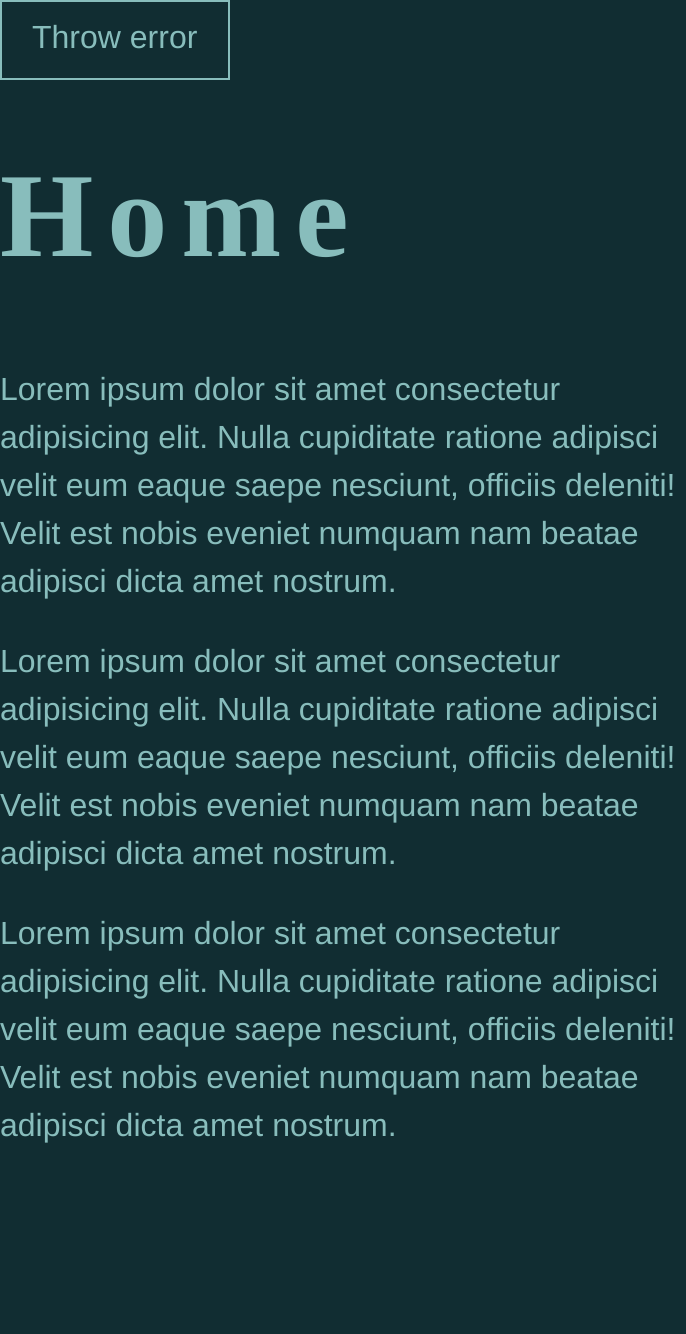 Throw error
Home
Lorem ipsum dolor sit amet consectetur
adipisicing elit. Nulla cupiditate ratione adipisci
velit eum eaque saepe nesciunt, officiis deleniti!
Velit est nobis eveniet numquam nam beatae
adipisci dicta amet nostrum.
Lorem ipsum dolor sit amet consectetur
adipisicing elit. Nulla cupiditate ratione adipisci
velit eum eaque saepe nesciunt, officiis deleniti!
Velit est nobis eveniet numquam nam beatae
adipisci dicta amet nostrum.
Lorem ipsum dolor sit amet consectetur
adipisicing elit. Nulla cupiditate ratione adipisci
velit eum eaque saepe nesciunt, officiis deleniti!
Velit est nobis eveniet numquam nam beatae
adipisci dicta amet nostrum.